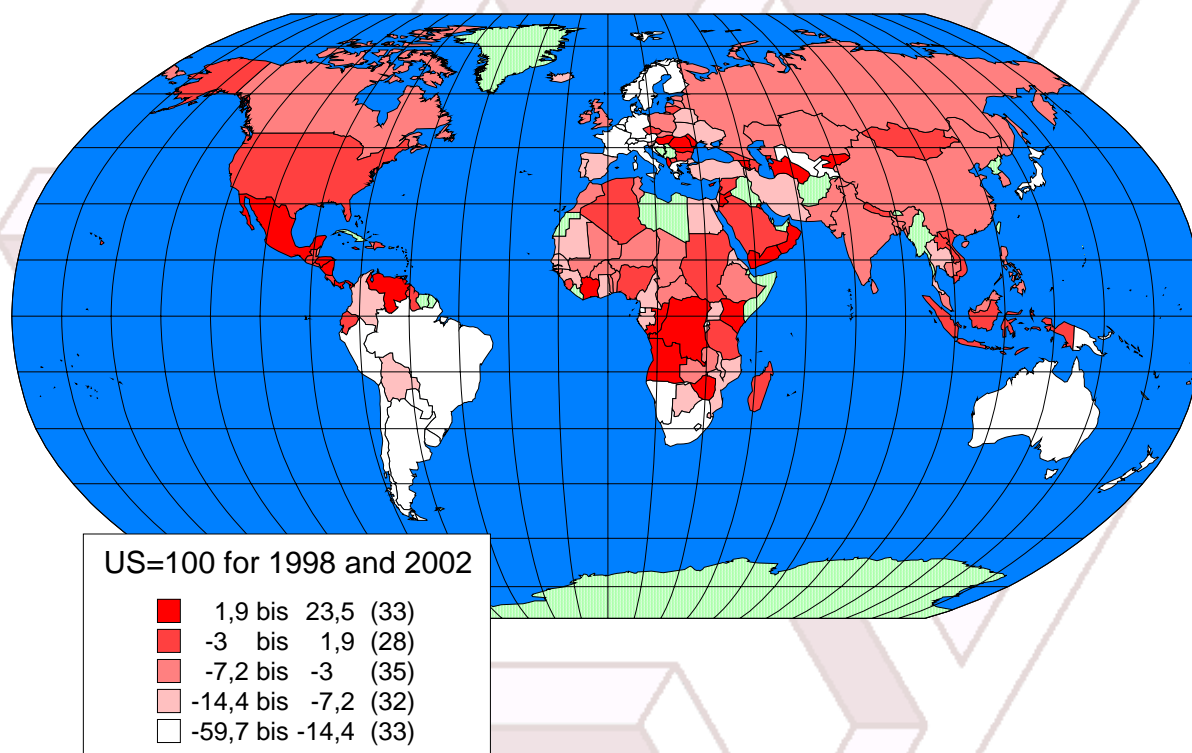 US=100 for 1998 and 2002
1,9 bis 23,5 (33)
-3 bis 1,9 (28)
-7,2 bis -3 (35)
-14,4 bis -7,2 (32)
-59,7 bis -14,4 (33)